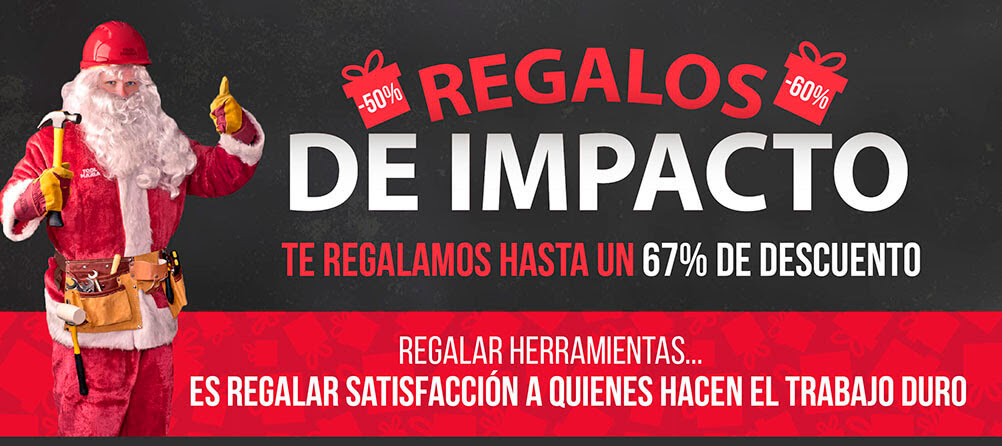 -50%
REGALOS
-60%
DE IMPACTO
TE REGALAMOS HASTA UN 67% DE DESCUENTO
REGALAR HERRAMIENTAS...
ES REGALAR SATISFACCIÓN A QUIENES HACEN EL TRABAJO DURO